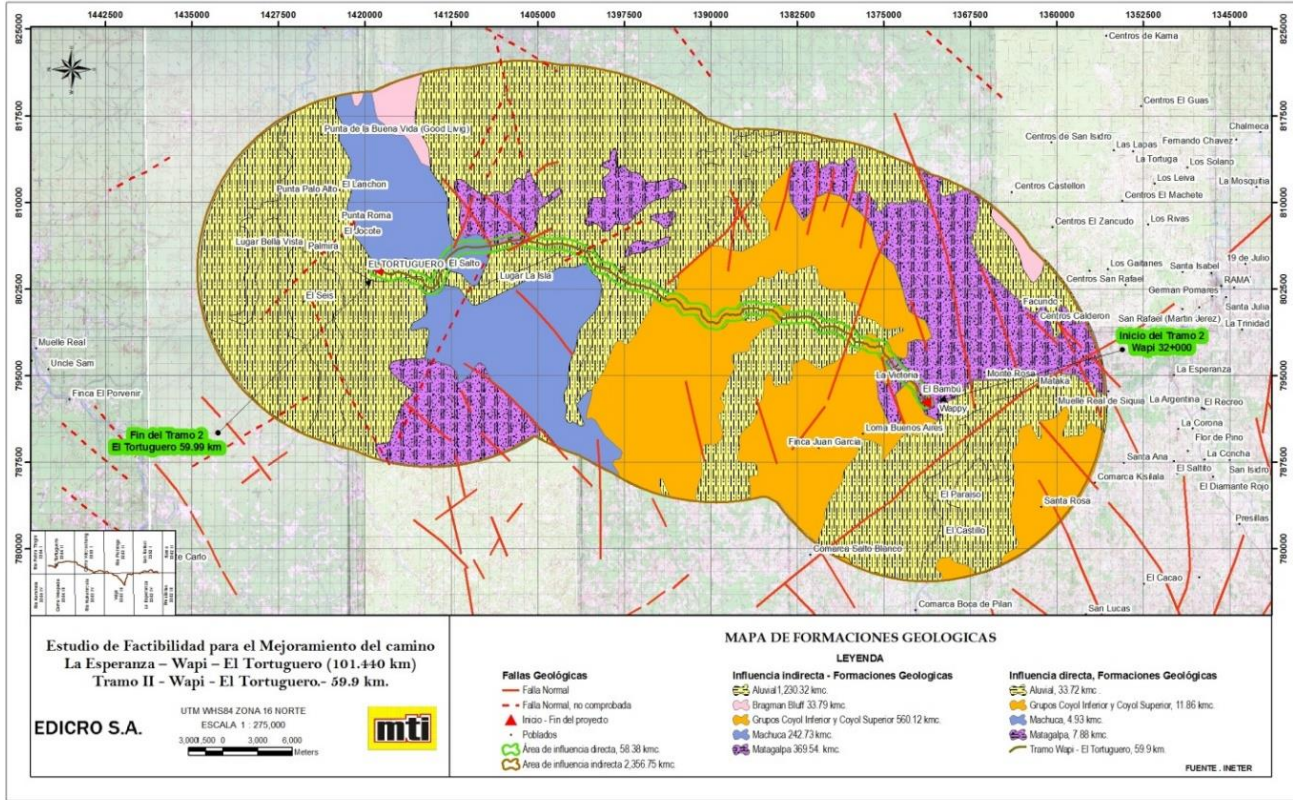 1442500 1435000 1427500 1420000 1412500 1405000 1397500 1390000 1382500 1375000 1367500 1360000 1352500 1345000
825000
817500
810000
802500
795000
787500
780000
825000
817500
810000
802500
795000
787500
780000
Centros de Kama
Centros El Guas
Chalmeca
Punta de la Buena Vida (Good Livig)
Centros de San Isidro
Fernando Chavez
Las Lapas
La Tortuga
Los Solano
Punta Palo Alto
El Lanchon
Los Leiva
La Mosquitia
Centros Castellon
Centros El Machete
Punta Roma
El Jocote
Centros El Zancudo
Los Rivas
Lugar Bella Vista
Palmira
EL TORTUGUERO
El Salto
Lugar La Isla
19 de Julio
Los Gaitanes
Santa Isabel
Centros San Rafael
RAMA
German Pomares
El Seis
Facundo
Santa Julia
Centros Calderon
San Rafael (Martin Jerez)
La Trinidad
Inicio del Tramo 2
Wapi 32+000
Muelle Real
Uncle Sam
La Victoria
Monte Rosa
Mataka
La Esperanza
El Bambú
Finca El Porvenir
Wappy
Muelle Real de Siquia
La Argentina
El Recreo
Loma Buenos Aires
La Corona
Fin del Tramo 2
El Tortuguero 59.99 km
Finca Juan Garcia
Flor de Pino
La Concha
Santa Ana
El Saltito
San Isidro
Comarca Kisilala
El Diamante Rojo
El Paraiso
Santa Rosa
Presillas
El Castillo
Comarca Salto Blanco
e Carlo
El Cacao
Comarca Boca de Pilan
San Lucas
Estudio de Factibilidad para el Mejoramiento del camino
La Esperanza – Wapi – El Tortuguero (101.440 km)
Tramo II - Wapi - El Tortuguero.- 59.9 km.
EDICRO S.A.
UTM WHS84 ZONA 16 NORTE
ESCALA 1 : 275,000
3,000 1,500 0 3,000 6,000
Meters
mti
MAPA DE FORMACIONES GEOLOGICAS
LEYENDA
Fallas Geológicas
Falla Normal
Falla Normal, no comprobada
Inicio - Fin del proyecto
Poblados
Área de influencia directa, 58.38 kmc.
Area de influencia indirecta 2,356.75 kmc.
Influencia indirecta - Formaciones Geologicas
Aluvial 1,230.32 kmc.
Bragman Bluff 33.79 kmc.
Grupos Coyol Inferior y Coyol Superior 560.12 kmc.
Machuca 242.73 kmc.
Matagalpa 369.54. kmc.
Influencia directa, Formaciones Geológicas
Aluvial, 33.72 kmc.
Grupos Coyol Inferior y Coyol Superior, 11.86 kmc.
Machuca, 4.93 kmc.
Matagalpa, 7.88 kmc.
Tramo Wapi - El Tortuguero, 59.9 km.
FUENTE . INETER